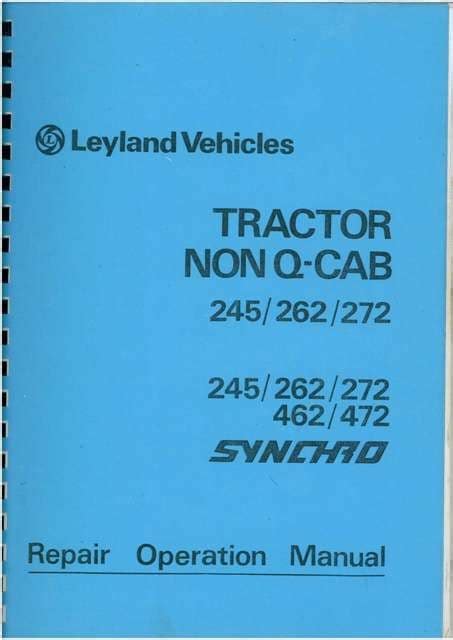 L Leyland Vehicles
TRACTOR
NON Q-CAB
245/262/272
245/262/272
462/472
SYNCHRO
Repair Operation Manual